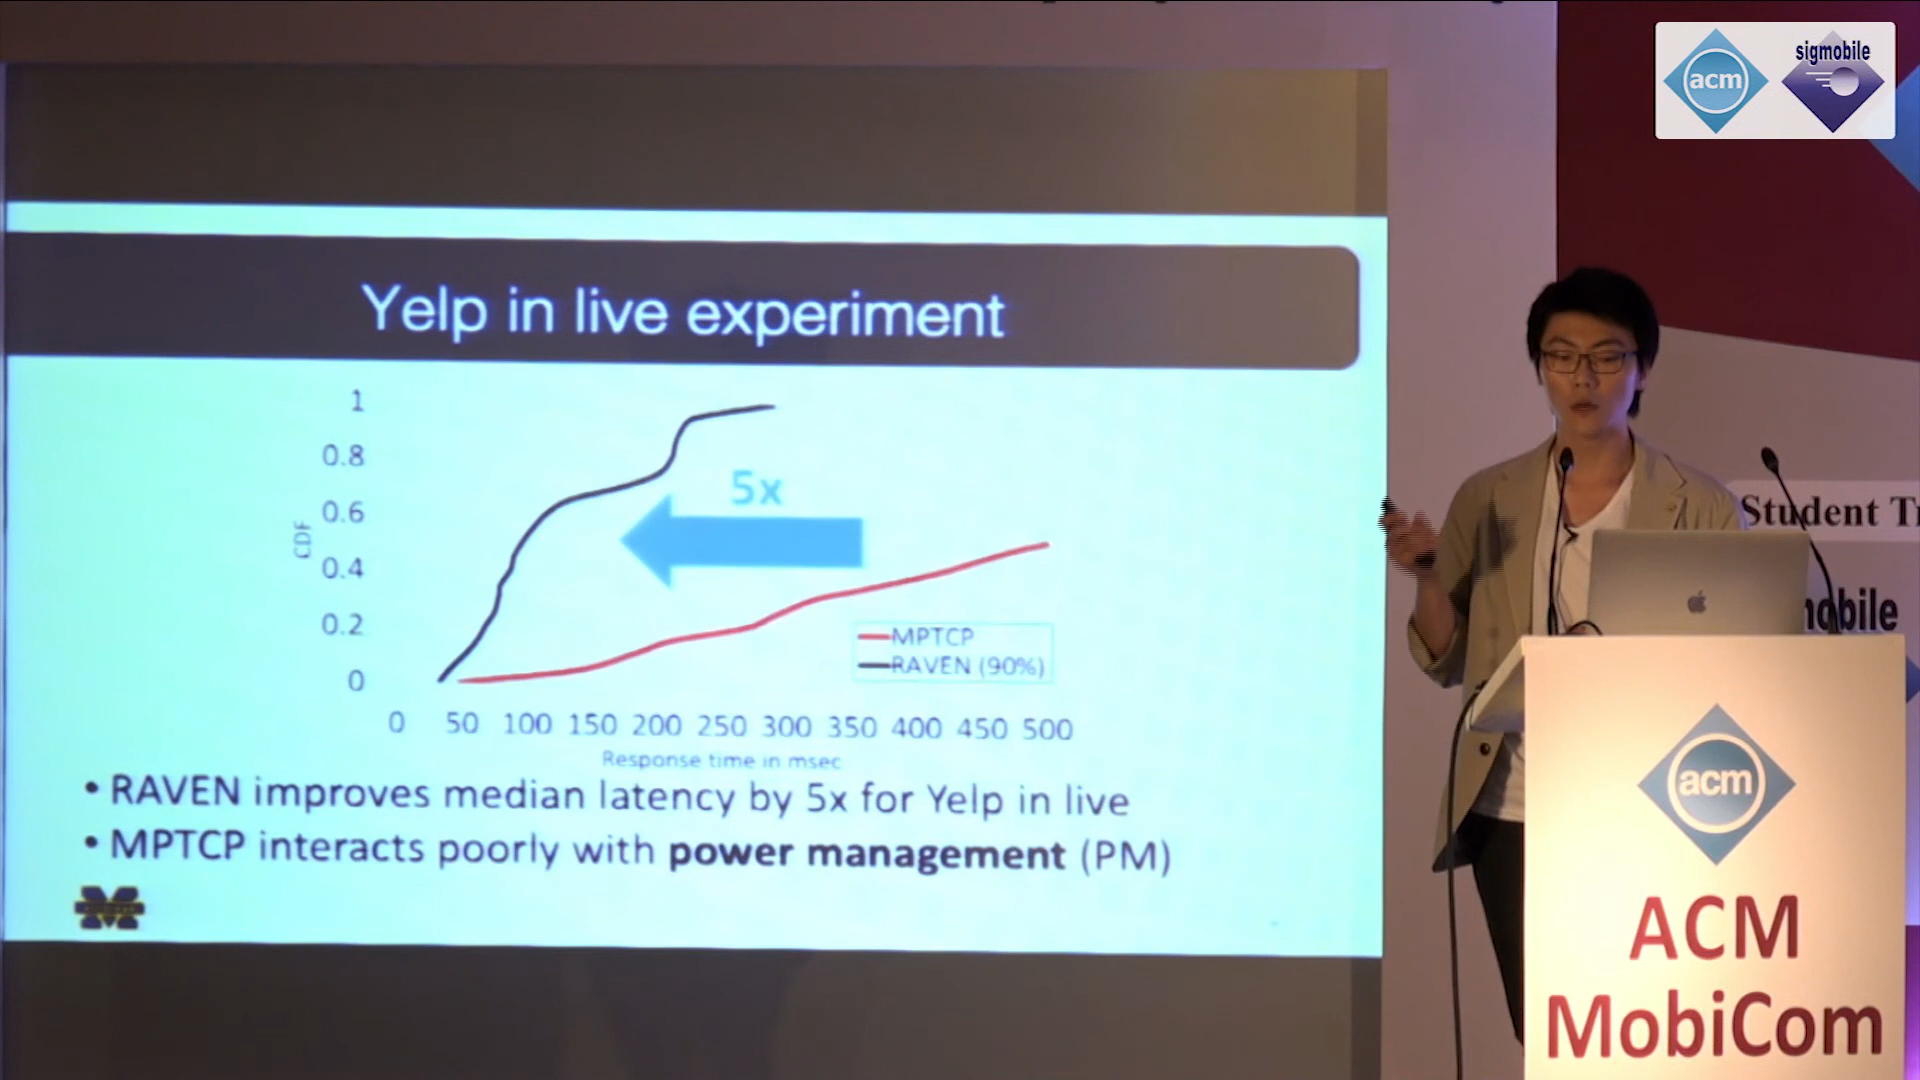 acm
sigmobile
Yelp in live experiment
1
0.8
0.6
0.4
0.2
0
CDF
5x
MPTCP
RAVEN (90%)
0 50 100 150 200 250 300 350 400 450 500
Response time in msec
• RAVEN improves median latency by 5x for Yelp in live
• MPTCP interacts poorly with power management (PM)
M
Student
acm
ACM
MobiCom